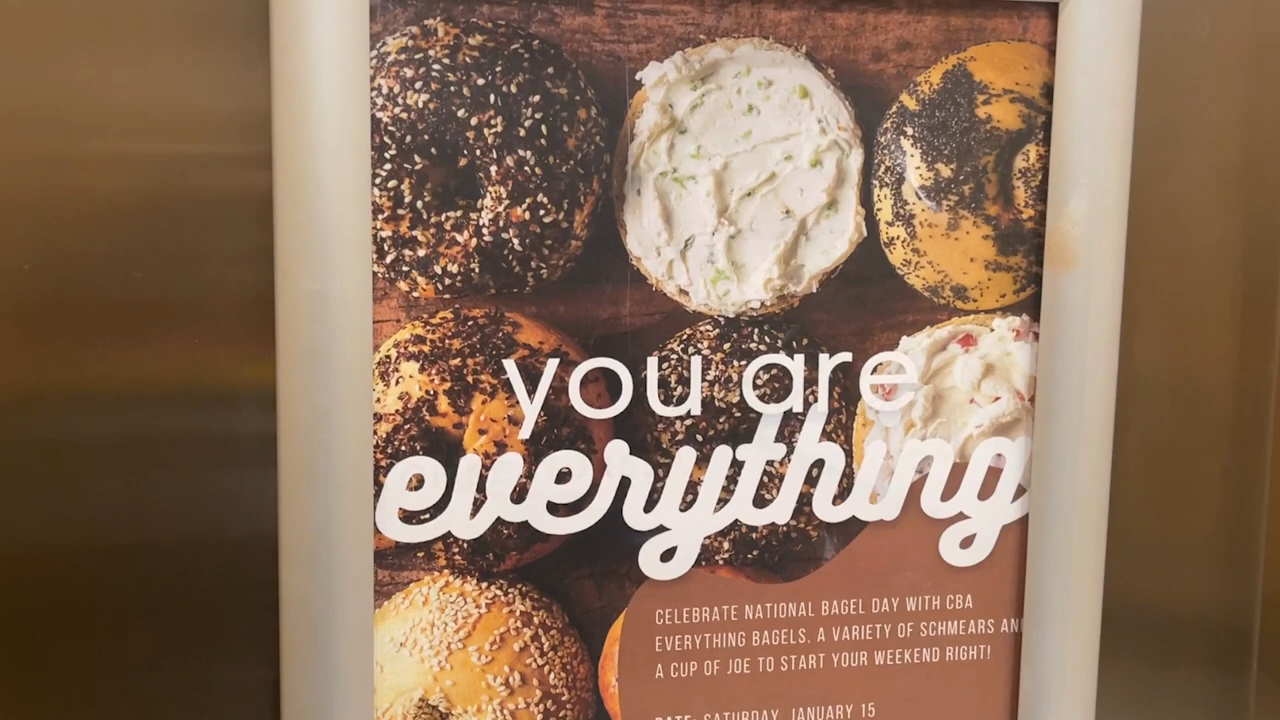 you are
everything
CELEBRATE NATIONAL BAGEL DAY WITH CBA
EVERYTHING BAGELS. A VARIETY OF SCHMEARS AN
A CUP OF JOE TO START YOUR WEEKEND RIGHT!
DATE: SATURDAY, JANUARY 15